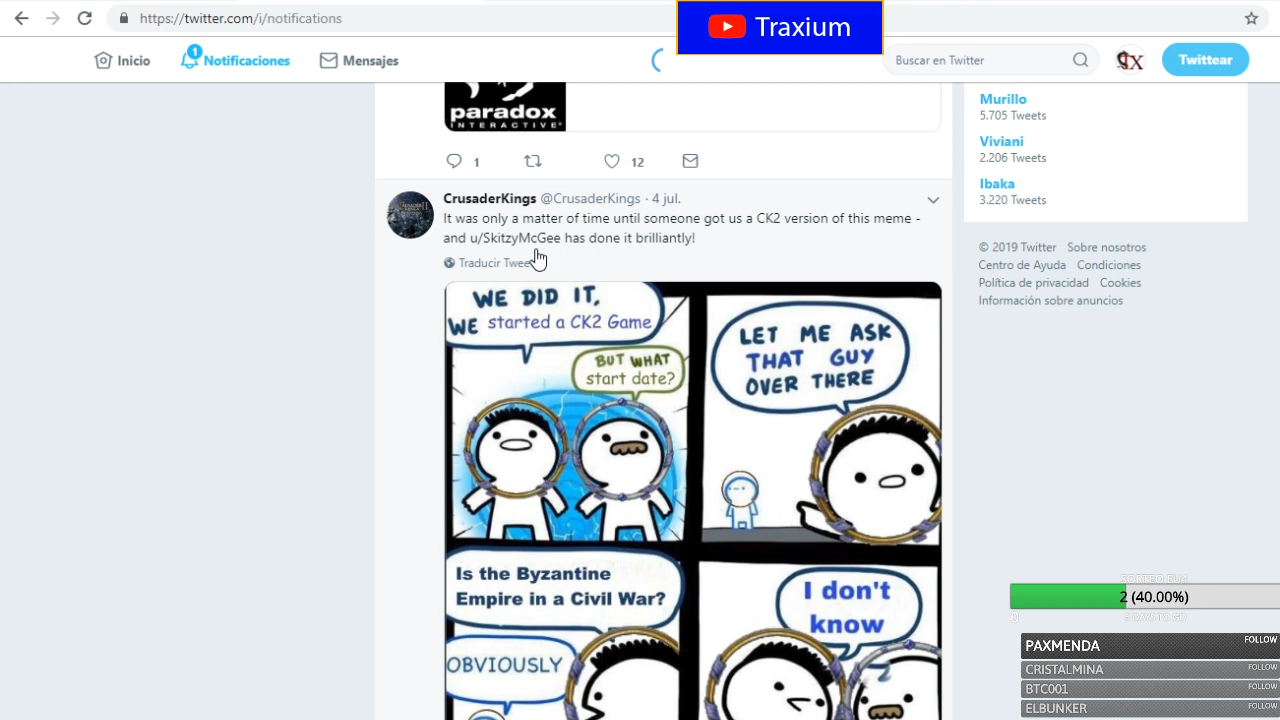 https://twitter.com/i/notifications
Traxium
Inicio
1
Notificaciones
Mensajes
Buscar en Twitter
Twittear
paradox
INTERACTIVE
1
12
Murillo
5.705 Tweets
Viviani
2.206 Tweets
Ibaka
3.220 Tweets
© 2019 Twitter Sobre nosotros
Centro de Ayuda Condiciones
Política de privacidad Cookies
Información sobre anuncios
CrusaderKings @CrusaderKings · 4 jul.
It was only a matter of time until someone got us a CK2 version of this meme -
and u/SkitzyMcGee has done it brilliantly!
Traducir Twee
WE DID IT,
WE started a CK2 Game
BUT WHAT
start date?
LET ME ASK
THAT GUY
OVER THERE
Is the Byzantine
Empire in a Civil War?
OBVIOUSLY
I don't
know
SORTEO EU4
2 (40.00%)
0
PAXMENDA FOLLOW
CRISTALMINA FOLLOW
BTC001 FOLLOW
ELBUNKER FOLLOW